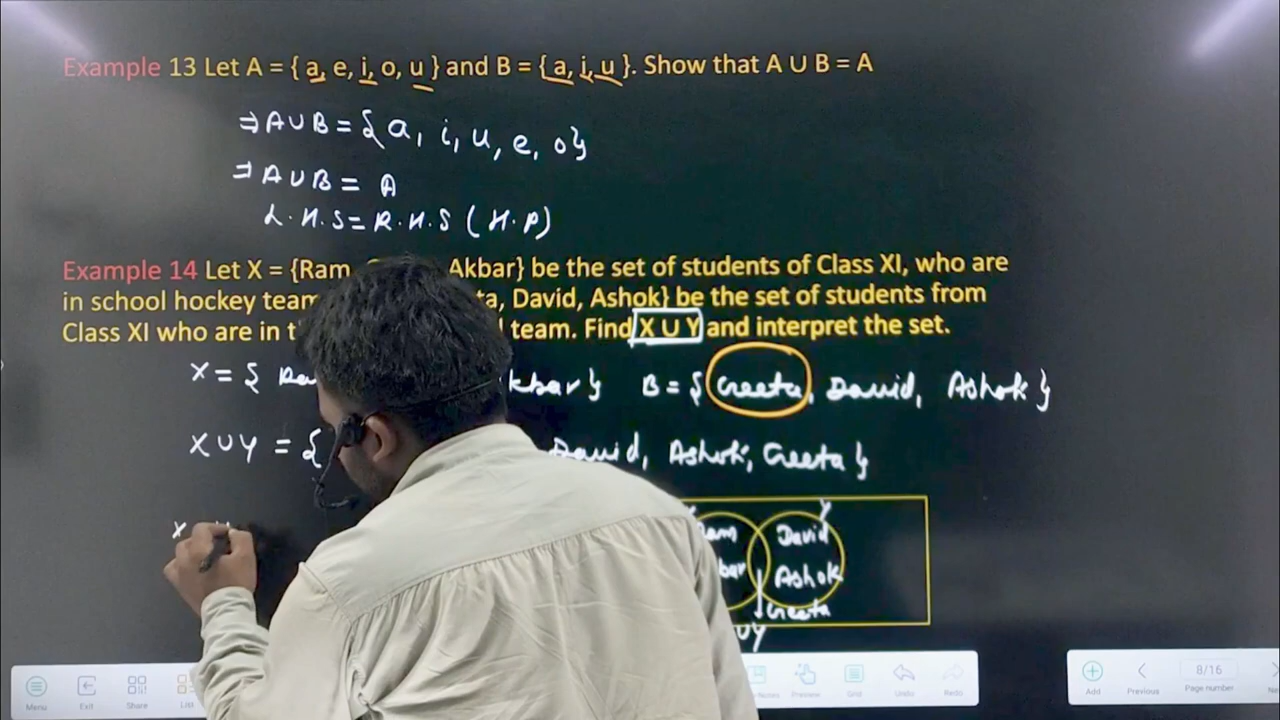 Example 13 Let A = { a, e, i, o, u } and B = { a, i, u }. Show that A ∪ B = A
⇒ A∪B = {a, i, u, e, o}
⇒ A∪B = A
L.H.S = R.H.S (H.P)
Example 14 Let X = {Ram, Akbar} be the set of students of Class XI, who are
in school hockey team, David, Ashok} be the set of students from
Class XI who are in team. Find X ∪ Y and interpret the set.
X = { } B = { Geeta, David, Ashok }
X∪Y = { David, Ashok, Geeta }
Y
David
Ashok
Geeta
X
Menu Exit Share Grid Undo Redo
Preview
Add Previous 8/16 Page number